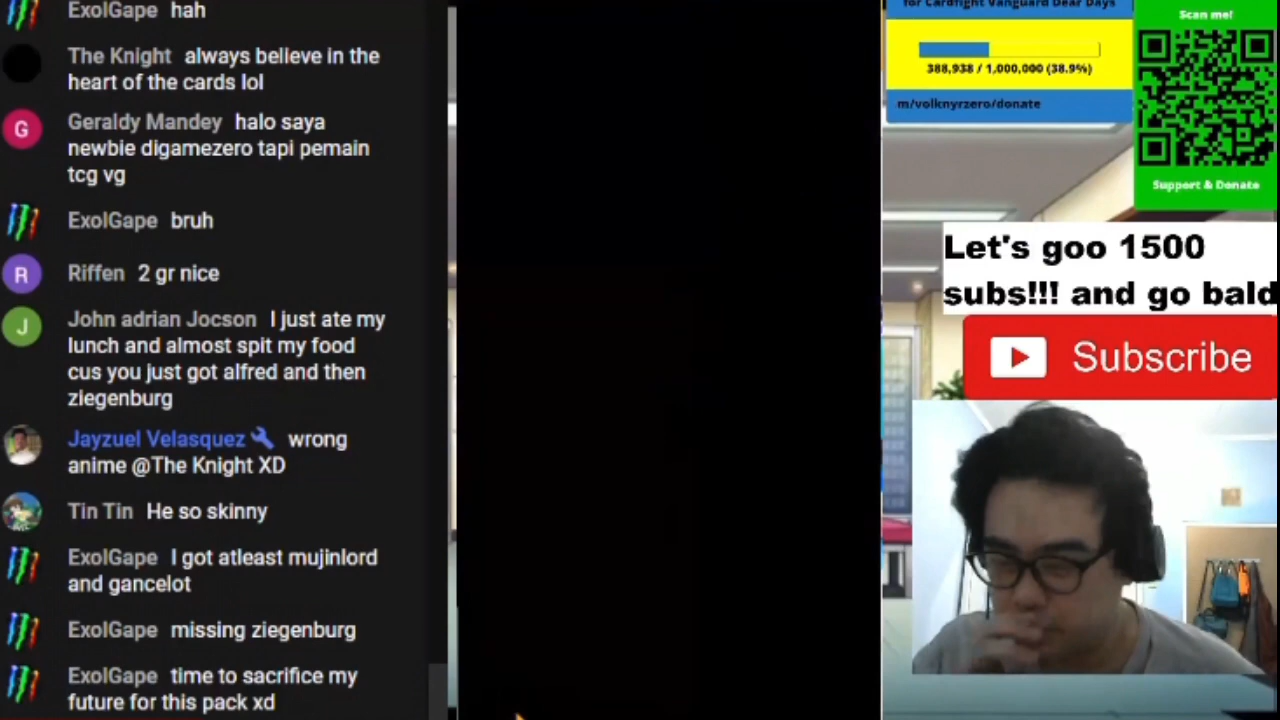 ExolGape hah
The Knight always believe in the
heart of the cards lol
G
Geraldy Mandey halo saya
newbie digamezero tapi pemain
tcg vg
ExolGape bruh
R
Riffen 2 gr nice
J
John adrian Jocson I just ate my
lunch and almost spit my food
cus you just got alfred and then
ziegenburg
Jayzuel Velasquez wrong
anime @The Knight XD
Tin Tin He so skinny
ExolGape I got atleast mujinlord
and gancelot
ExolGape missing ziegenburg
ExolGape time to sacrifice my
future for this pack xd
for Cardfight Vanguard Dear Days
388,938 / 1,000,000 (38.9%)
m/volknyrzero/donate
Scan me!
Support & Donate
Let's goo 1500
subs!!! and go bald
Subscribe